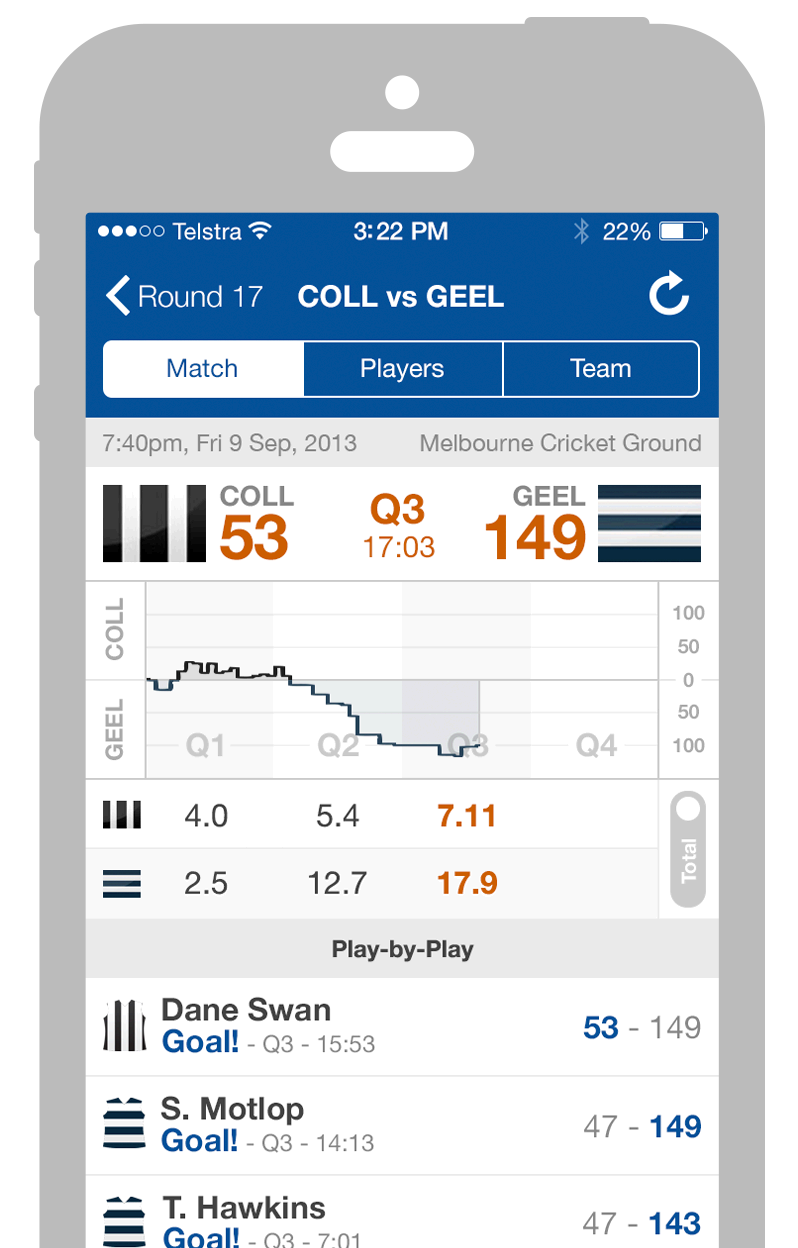 Telstra 3:22 PM 22%
Round 17 COLL vs GEEL
Match Players Team
7:40pm, Fri 9 Sep, 2013 Melbourne Cricket Ground
COLL Q3 GEEL
53 17:03 149
COLL
GEEL
100
50
0
50
100
Q1 Q2 Q3 Q4
4.0 5.4 7.11
2.5 12.7 17.9
Total
Play-by-Play
Dane Swan
Goal! - Q3 - 15:53 53 - 149
S. Motlop
Goal! - Q3 - 14:13 47 - 149
T. Hawkins
Goal! - Q3 - 7:01 47 - 143